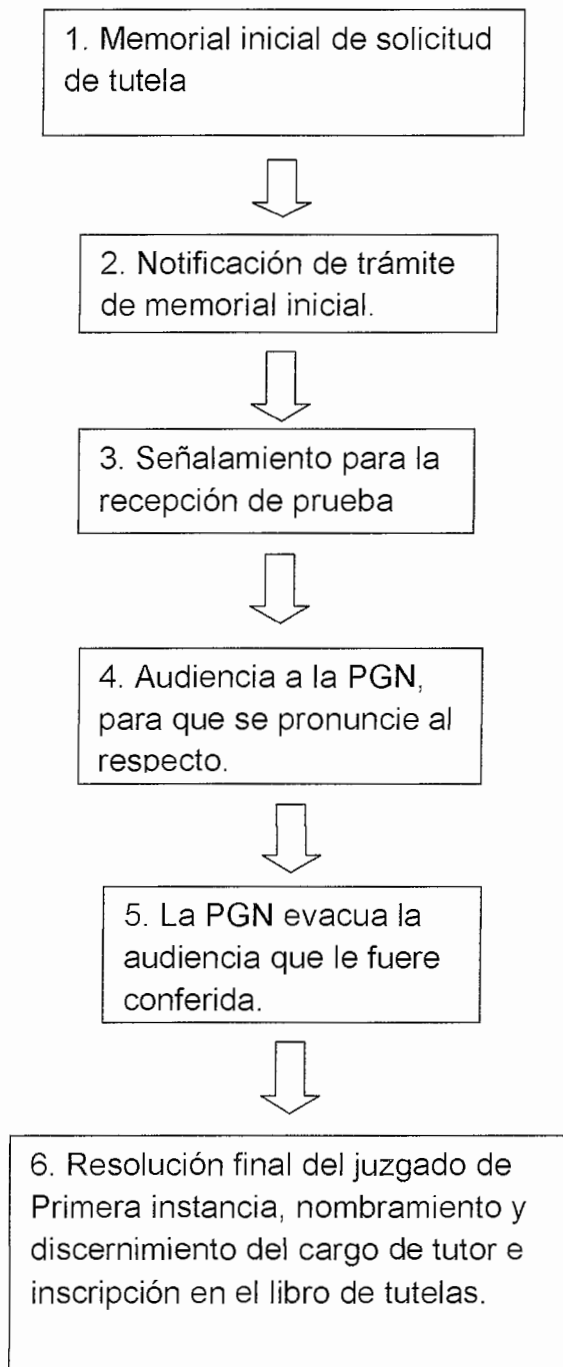 1. Memorial inicial de solicitud
de tutela
2. Notificación de trámite
de memorial inicial.
3. Señalamiento para la
recepción de prueba
4. Audiencia a la PGN,
para que se pronuncie al
respecto.
5. La PGN evacua la
audiencia que le fuere
conferida.
6. Resolución final del juzgado de
Primera instancia, nombramiento y
discernimiento del cargo de tutor e
inscripción en el libro de tutelas.